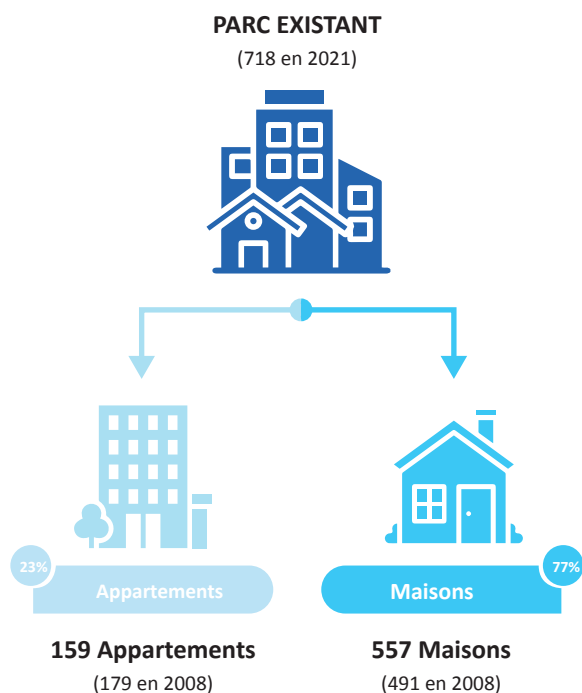 PARC EXISTANT
(718 en 2021)
23%
Appartements
159 Appartements
(179 en 2008)
77%
Maisons
557 Maisons
(491 en 2008)